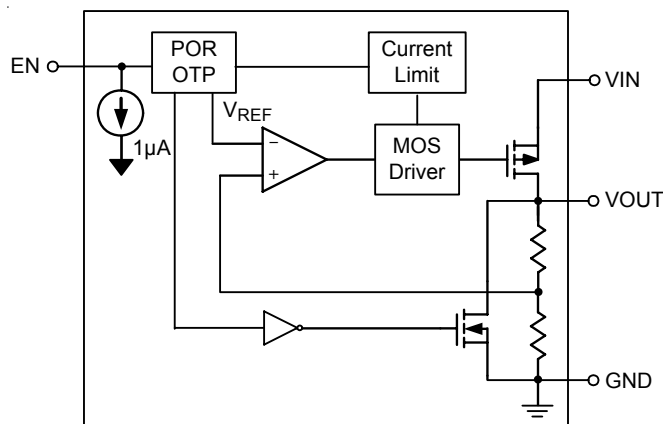 EN
POR
OTP
Current
Limit
VIN
1µA
VREF
−
+
MOS
Driver
VOUT
GND